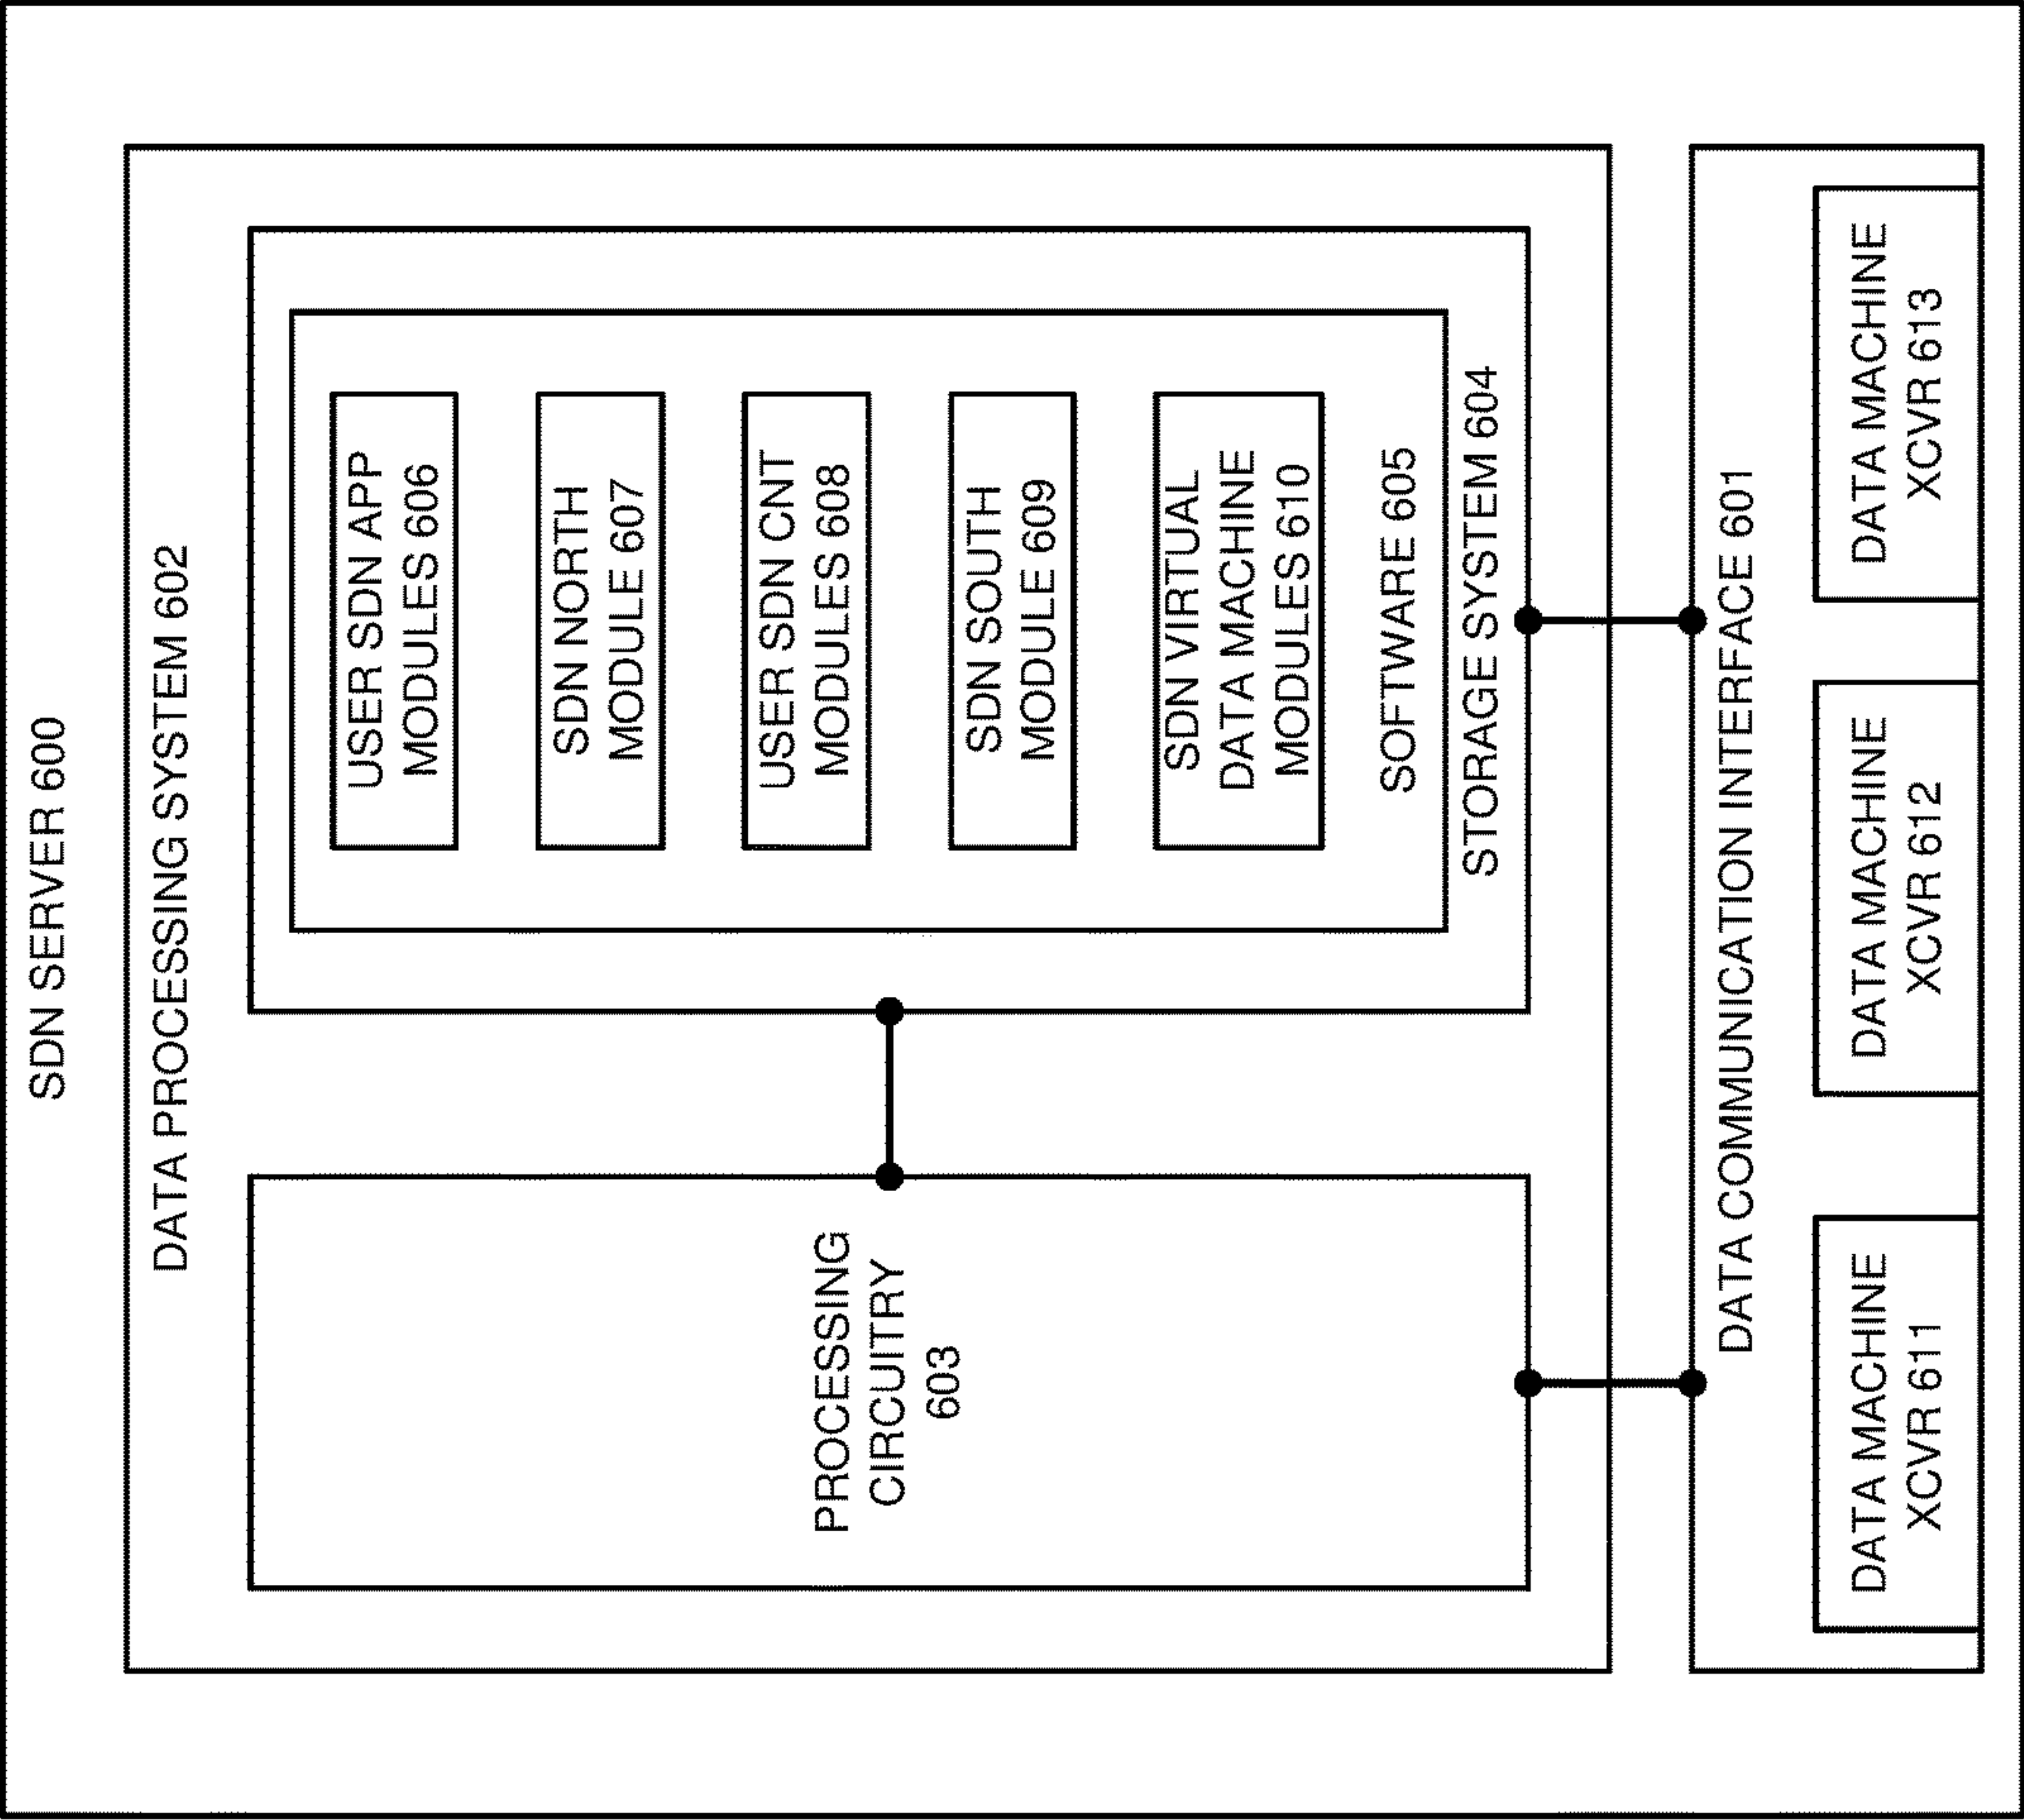 SDN SERVER 600
DATA PROCESSING SYSTEM 602
PROCESSING
CIRCUITRY
603
USER SDN APP
MODULES 606
SDN NORTH
MODULE 607
USER SDN CNT
MODULES 608
SDN SOUTH
MODULE 609
SDN VIRTUAL
DATA MACHINE
MODULES 610
SOFTWARE 605
STORAGE SYSTEM 604
DATA COMMUNICATION INTERFACE 601
DATA MACHINE
XCVR 611
DATA MACHINE
XCVR 612
DATA MACHINE
XCVR 613